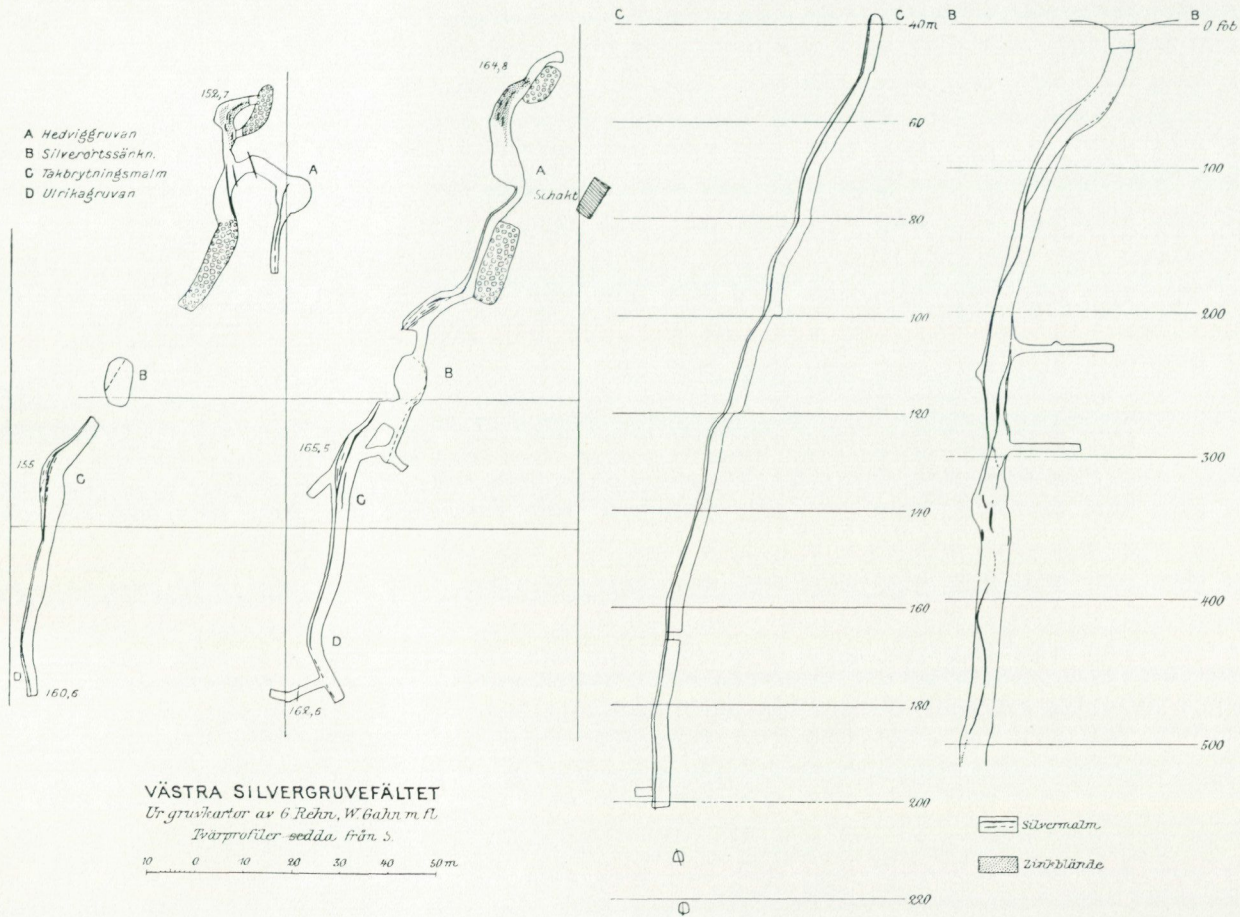 A Hedviggruvan
B Silverortssänkn.
C Takbrytningsmalm
D Ulrikagruvan
152,7
A
B
155
C
D
160,6
164,8
A
Schakt
B
165,5
C
D
162,6
C C
40 m
60
80
100
120
140
160
180
200
220
B B
0 fot
100
200
300
400
500
VÄSTRA SILVERGRUVEFÄLTET
Ur gruvkartor av G Rehn, W. Gahn m fl
Tvärprofiler sedda från S.
10 0 10 20 30 40 50 m
Silvermalm
Zinkblände